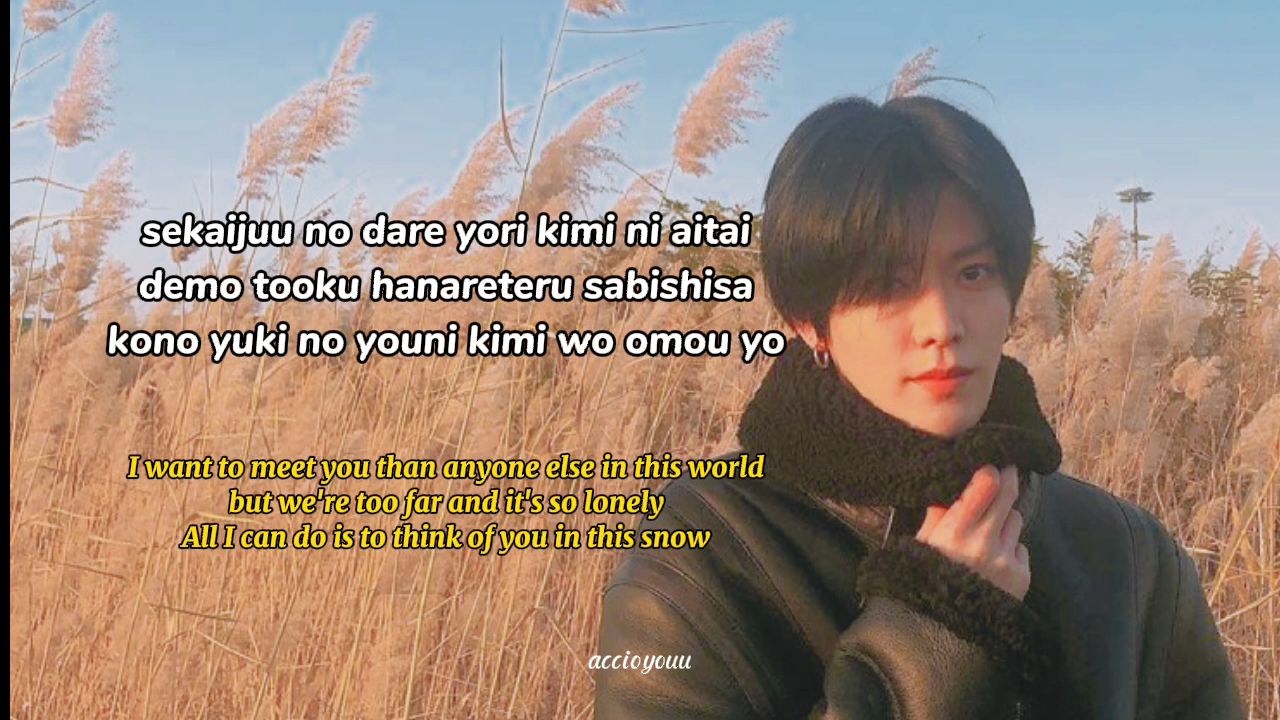 sekaijuu no dare yori kimi ni aitai
demo tooku hanareteru sabishisa
kono yuki no youni kimi wo omou yo
I want to meet you than anyone else in this world
but we're too far and it's so lonely
All I can do is to think of you in this snow
accioyouu